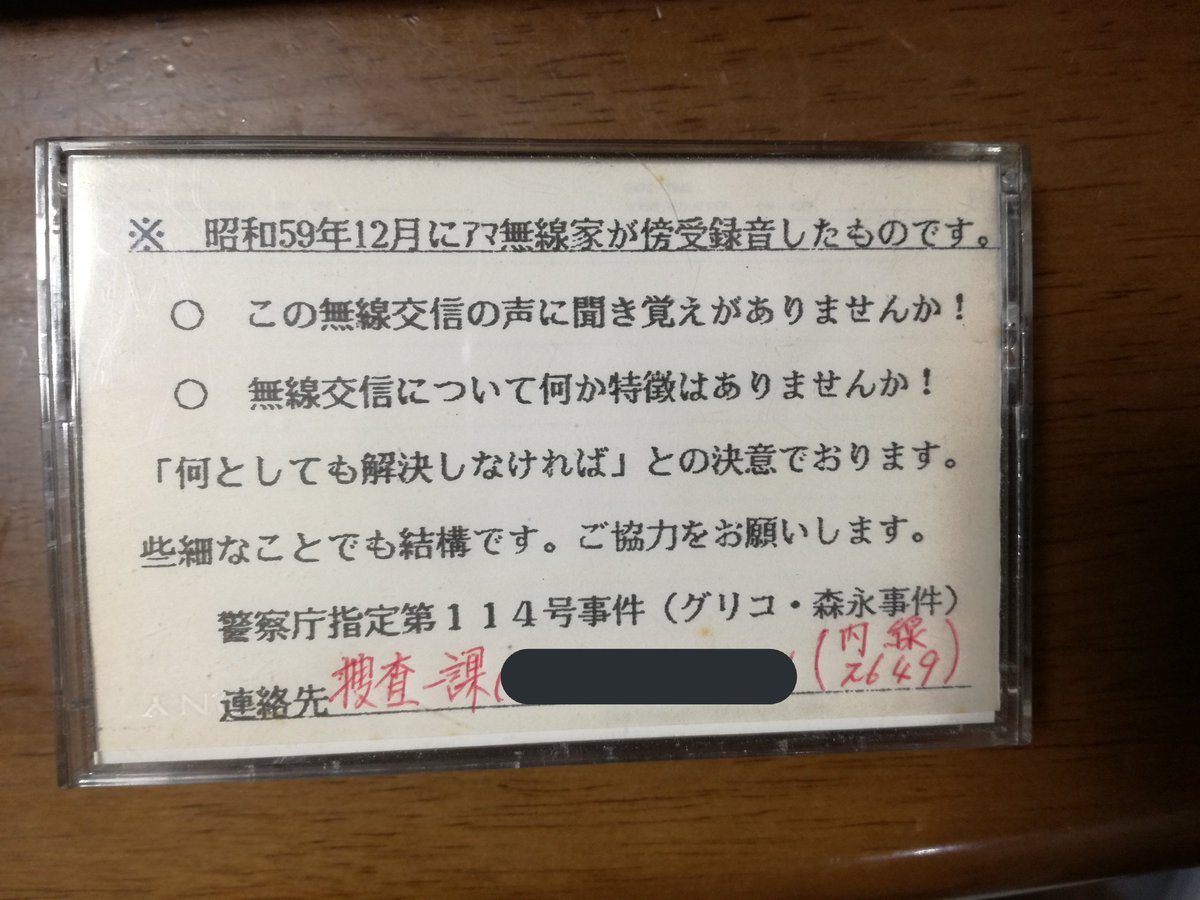 ※ 昭和59年12月にｱﾏ無線家が傍受録音したものです。
○ この無線交信の声に聞き覚えがありませんか！
○ 無線交信について何か特徴はありませんか！
「何としても解決しなければ」との決意でおります。
些細なことでも結構です。ご協力をお願いします。
警察庁指定第１１４号事件（グリコ・森永事件）
連絡先 捜査一課( (内線 2649)